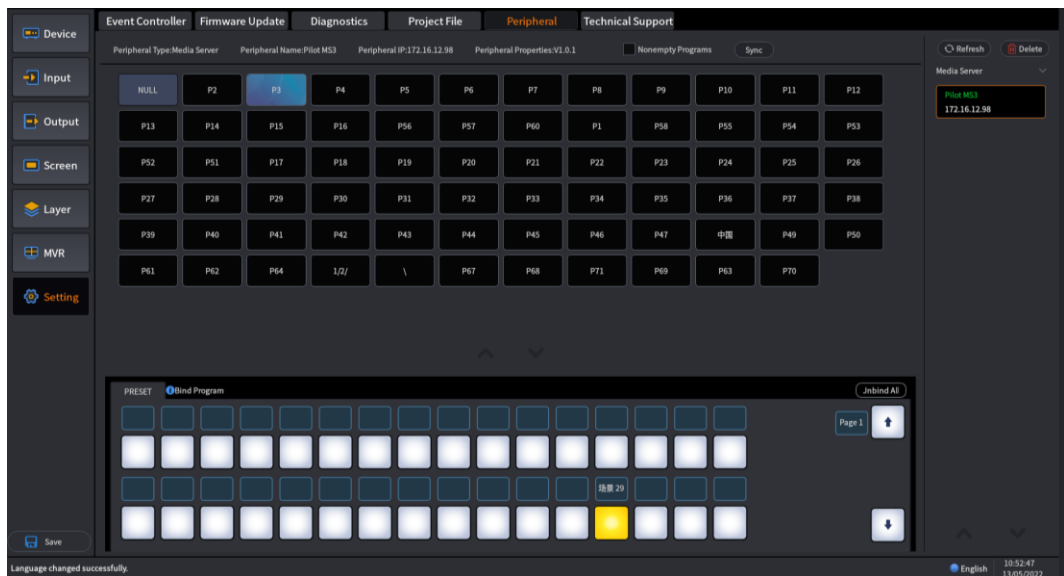 Device
Input
Output
Screen
Layer
MVR
Setting
Save
Event Controller Firmware Update Diagnostics Project File Peripheral Technical Support
Peripheral Type:Media Server Peripheral Name:Pilot MS3 Peripheral IP:172.16.12.98 Peripheral Properties:V1.0.1 Nonempty Programs Sync
NULL P2 P3 P4 P5 P6 P7 P8 P9 P10 P11 P12
P13 P14 P15 P16 P56 P57 P60 P1 P58 P55 P54 P53
P52 P51 P17 P18 P19 P20 P21 P22 P23 P24 P25 P26
P27 P28 P29 P30 P31 P32 P33 P34 P35 P36 P37 P38
P39 P40 P41 P42 P43 P44 P45 P46 P47 中国 P49 P50
P61 P62 P64 1/2/ \ P67 P68 P71 P69 P63 P70
PRESET Bind Program Jnbind All
Page 1
场景 29
Refresh Delete
Media Server
Pilot MS3
172.16.12.98
Language changed successfully.
English
10:52:47
13/05/2022